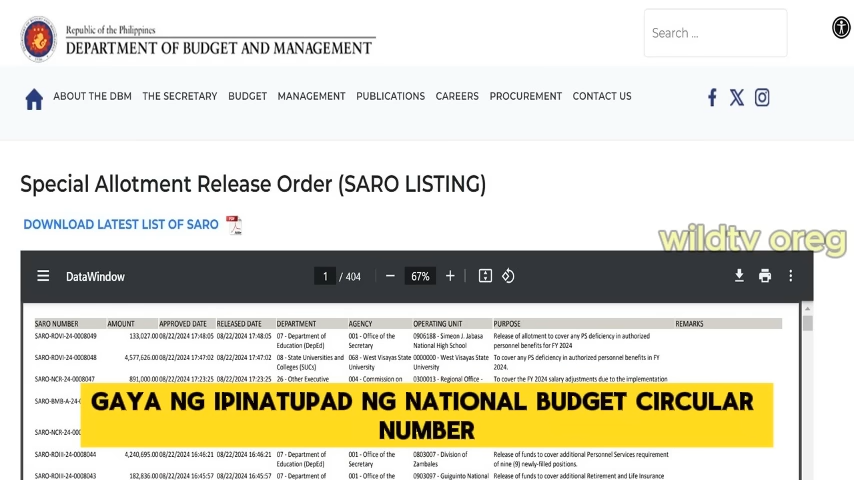 Republic of the Philippines
DEPARTMENT OF BUDGET AND MANAGEMENT
Search ...
ABOUT THE DBM THE SECRETARY BUDGET MANAGEMENT PUBLICATIONS CAREERS PROCUREMENT CONTACT US
Special Allotment Release Order (SARO LISTING)
DOWNLOAD LATEST LIST OF SARO
wildtv oreg
DataWindow 1 / 404 67%
SARO NUMBER AMOUNT APPROVED DATE RELEASED DATE DEPARTMENT AGENCY OPERATING UNIT PURPOSE REMARKS
SARO-ROVI-24-0008049 133,027.00 08/22/2024 17:48:05 08/22/2024 17:48:05 07 - Department of 001 - Office of the 0906188 - Simeon J. Jabasa Release of allotment to cover any PS deficiency in authorized
Education (DepEd) Secretary National High School personnel benefits for FY 2024
SARO-ROVI-24-0008048 4,577,626.00 08/22/2024 17:47:02 08/22/2024 17:47:02 08 - State Universities and 068 - West Visayas State 0000000 - West Visayas State To cover any PS deficiency in authorized personnel benefits in FY
Colleges (SUCs) University University 2024.
SARO-NCR-24-0008047 891,000.00 08/22/2024 17:23:25 08/22/2024 17:23:25 26 - Other Executive 004 - Commission on 0300013 - Regional Office - To cover the FY 2024 salary adjustments due to the implementation
SARO-BMB-A-24-0
GAYA NG IPINATUPAD NG NATIONAL BUDGET CIRCULAR
NUMBER
SARO-NCR-24-000
SARO-ROIII-24-0008044 4,240,695.00 08/22/2024 16:46:21 08/22/2024 16:46:21 07 - Department of 001 - Office of the 0803007 - Division of Release of funds to cover additional Personnel Services requirement
Education (DepEd) Secretary Zambales of nine (9) newly-filled positions.
SARO-ROIII-24-0008043 182,836.00 08/22/2024 16:45:57 08/22/2024 16:45:57 07 - Department of 001 - Office of the 0903097 - Guiguinto National Release of funds to cover additional Retirement and Life Insurance